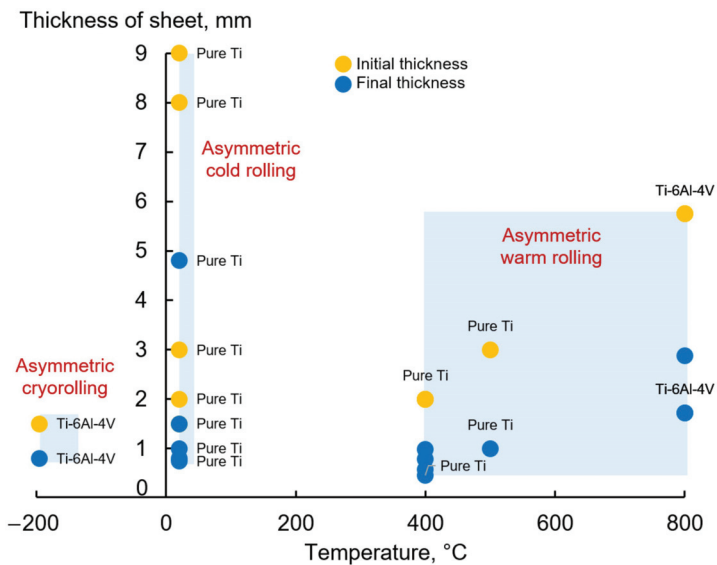 Thickness of sheet, mm
9
Pure Ti
Initial thickness
Final thickness
8
Pure Ti
7
Asymmetric
cold rolling
6
Ti-6Al-4V
5
Pure Ti
Asymmetric
warm rolling
4
3
Pure Ti
Pure Ti
Asymmetric
cryorolling
2
Pure Ti
Pure Ti
Ti-6Al-4V
Ti-6Al-4V
Pure Ti
Pure Ti
1
Pure Ti
Ti-6Al-4V
Pure Ti
Pure Ti
0
−200
0
200
400
600
800
Temperature, °C